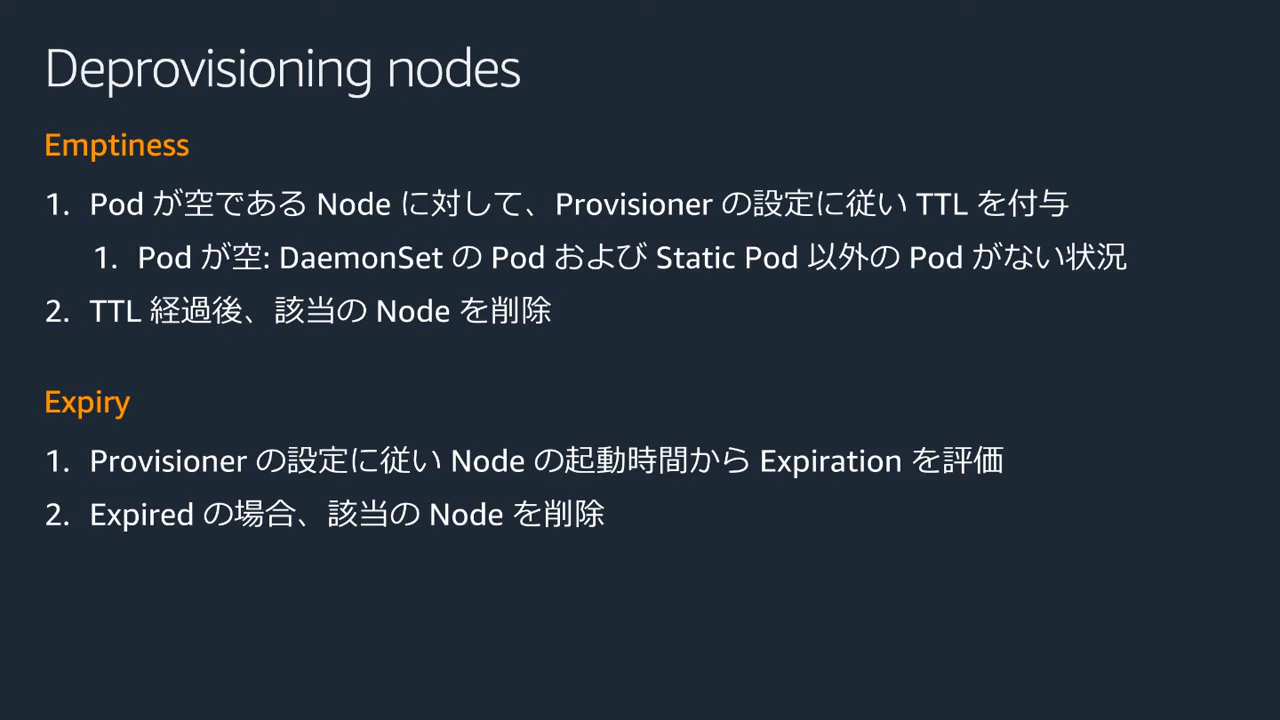 Deprovisioning nodes
Emptiness
1. Pod が空である Node に対して、Provisioner の設定に従い TTL を付与
1. Pod が空: DaemonSet の Pod および Static Pod 以外の Pod がない状況
2. TTL 経過後、該当の Node を削除
Expiry
1. Provisioner の設定に従い Node の起動時間から Expiration を評価
2. Expired の場合、該当の Node を削除